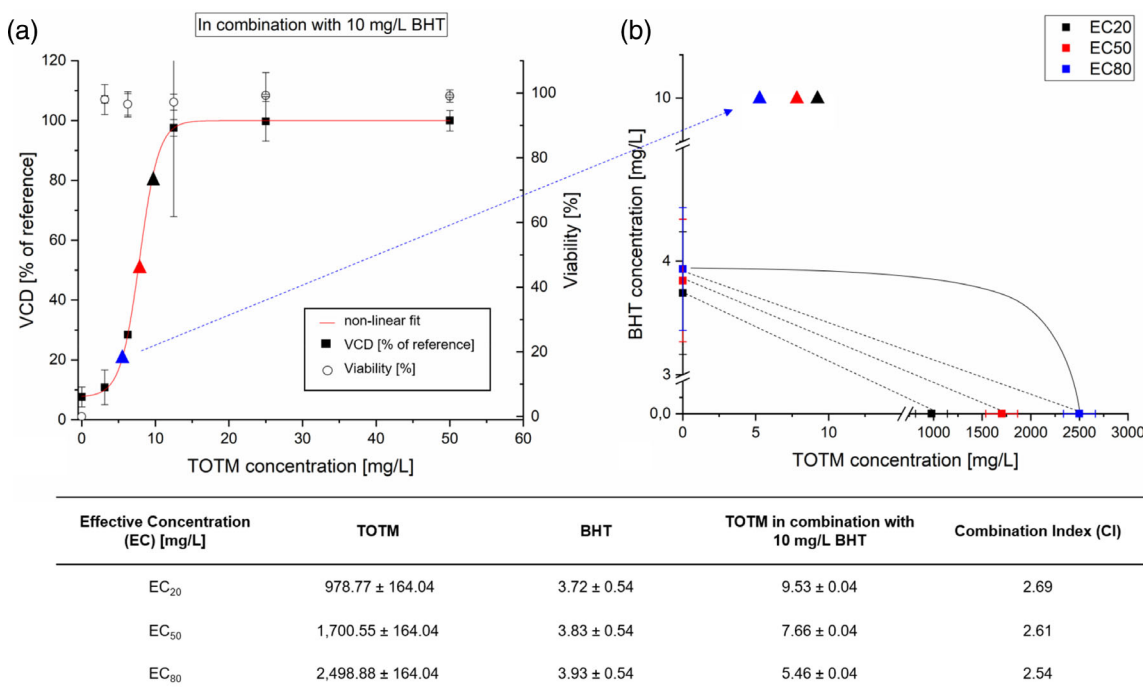 (a)
In combination with 10 mg/L BHT
120
100
80
60
40
20
0
VCD [% of reference]
100
80
60
40
20
0
Viability [%]
non-linear fit
VCD [% of reference]
Viability [%]
0 10 20 30 40 50 60
TOTM concentration [mg/L]
(b)
EC20
EC50
EC80
10
4
3
0,0
BHT concentration [mg/L]
0 5 10 1000 1500 2000 2500 3000
TOTM concentration [mg/L]
Effective Concentration (EC) [mg/L] TOTM BHT TOTM in combination with 10 mg/L BHT Combination Index (CI)
EC20 978.77 ± 164.04 3.72 ± 0.54 9.53 ± 0.04 2.69
EC50 1,700.55 ± 164.04 3.83 ± 0.54 7.66 ± 0.04 2.61
EC80 2,498.88 ± 164.04 3.93 ± 0.54 5.46 ± 0.04 2.54